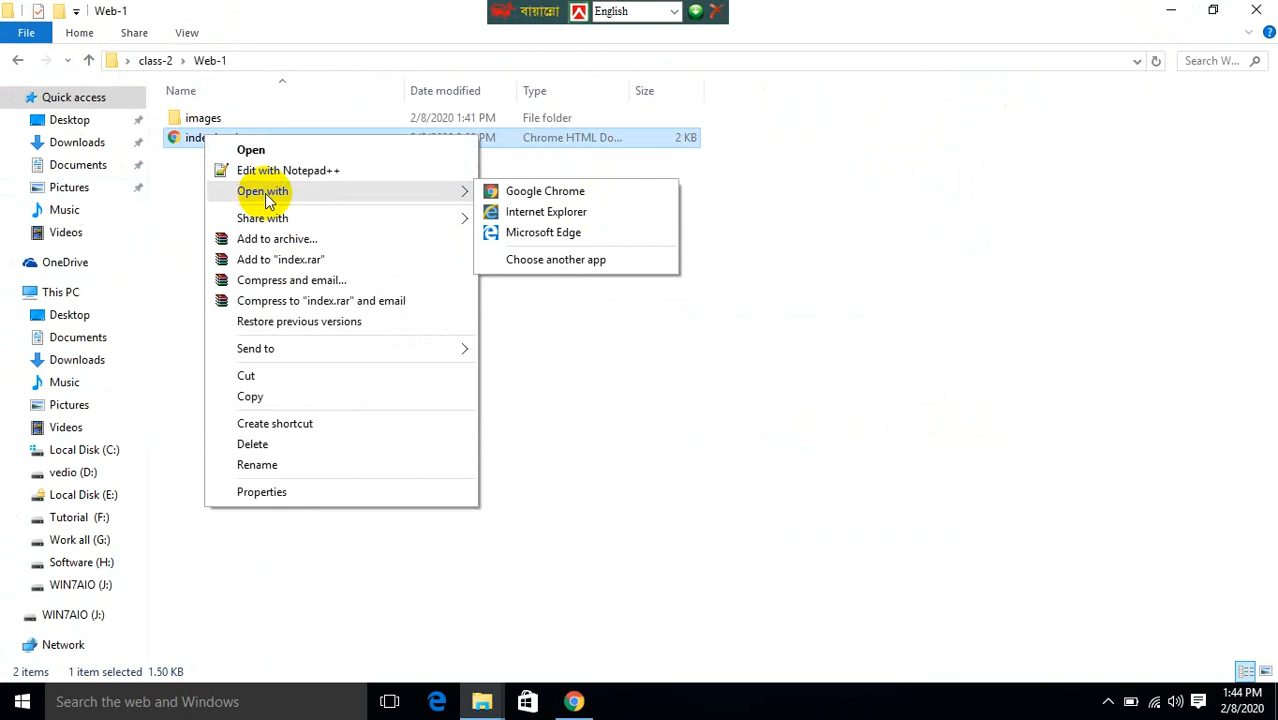 Web-1
বায়ান্নো
English
File
Home
Share
View
class-2
Web-1
Search W...
Name
Date modified
Type
Size
Quick access
Desktop
Downloads
Documents
Pictures
Music
Videos
OneDrive
This PC
Desktop
Documents
Downloads
Music
Pictures
Videos
Local Disk (C:)
vedio (D:)
Local Disk (E:)
Tutorial (F:)
Work all (G:)
Software (H:)
WIN7AIO (J:)
WIN7AIO (J:)
Network
images
2/8/2020 1:41 PM
File folder
PM
Chrome HTML Do...
2 KB
Open
Edit with Notepad++
Open with
Share with
Add to archive...
Add to "index.rar"
Compress and email...
Compress to "index.rar" and email
Restore previous versions
Send to
Cut
Copy
Create shortcut
Delete
Rename
Properties
Google Chrome
Internet Explorer
Microsoft Edge
Choose another app
2 items
1 item selected 1.50 KB
Search the web and Windows
1:44 PM
2/8/2020